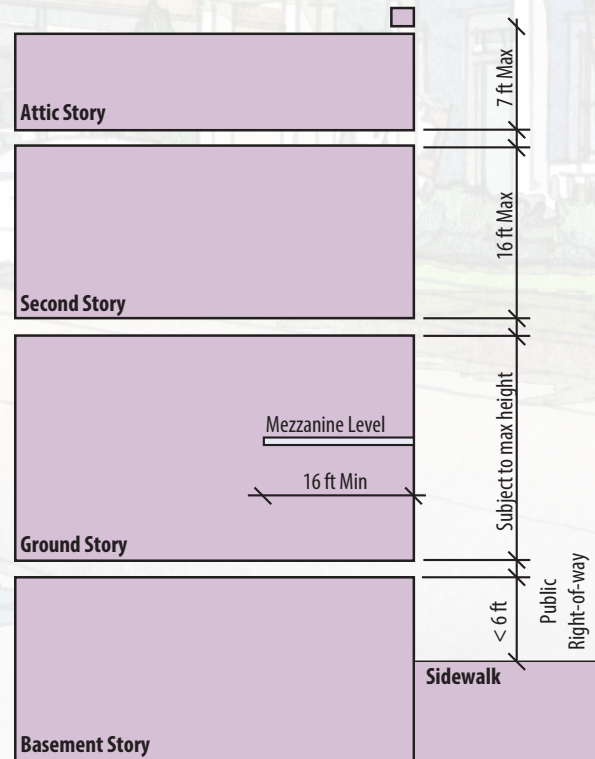 7 ft Max
Attic Story
16 ft Max
Second Story
Subject to max height
Mezzanine Level
16 ft Min
Ground Story
< 6 ft
Public
Right-of-way
Sidewalk
Basement Story